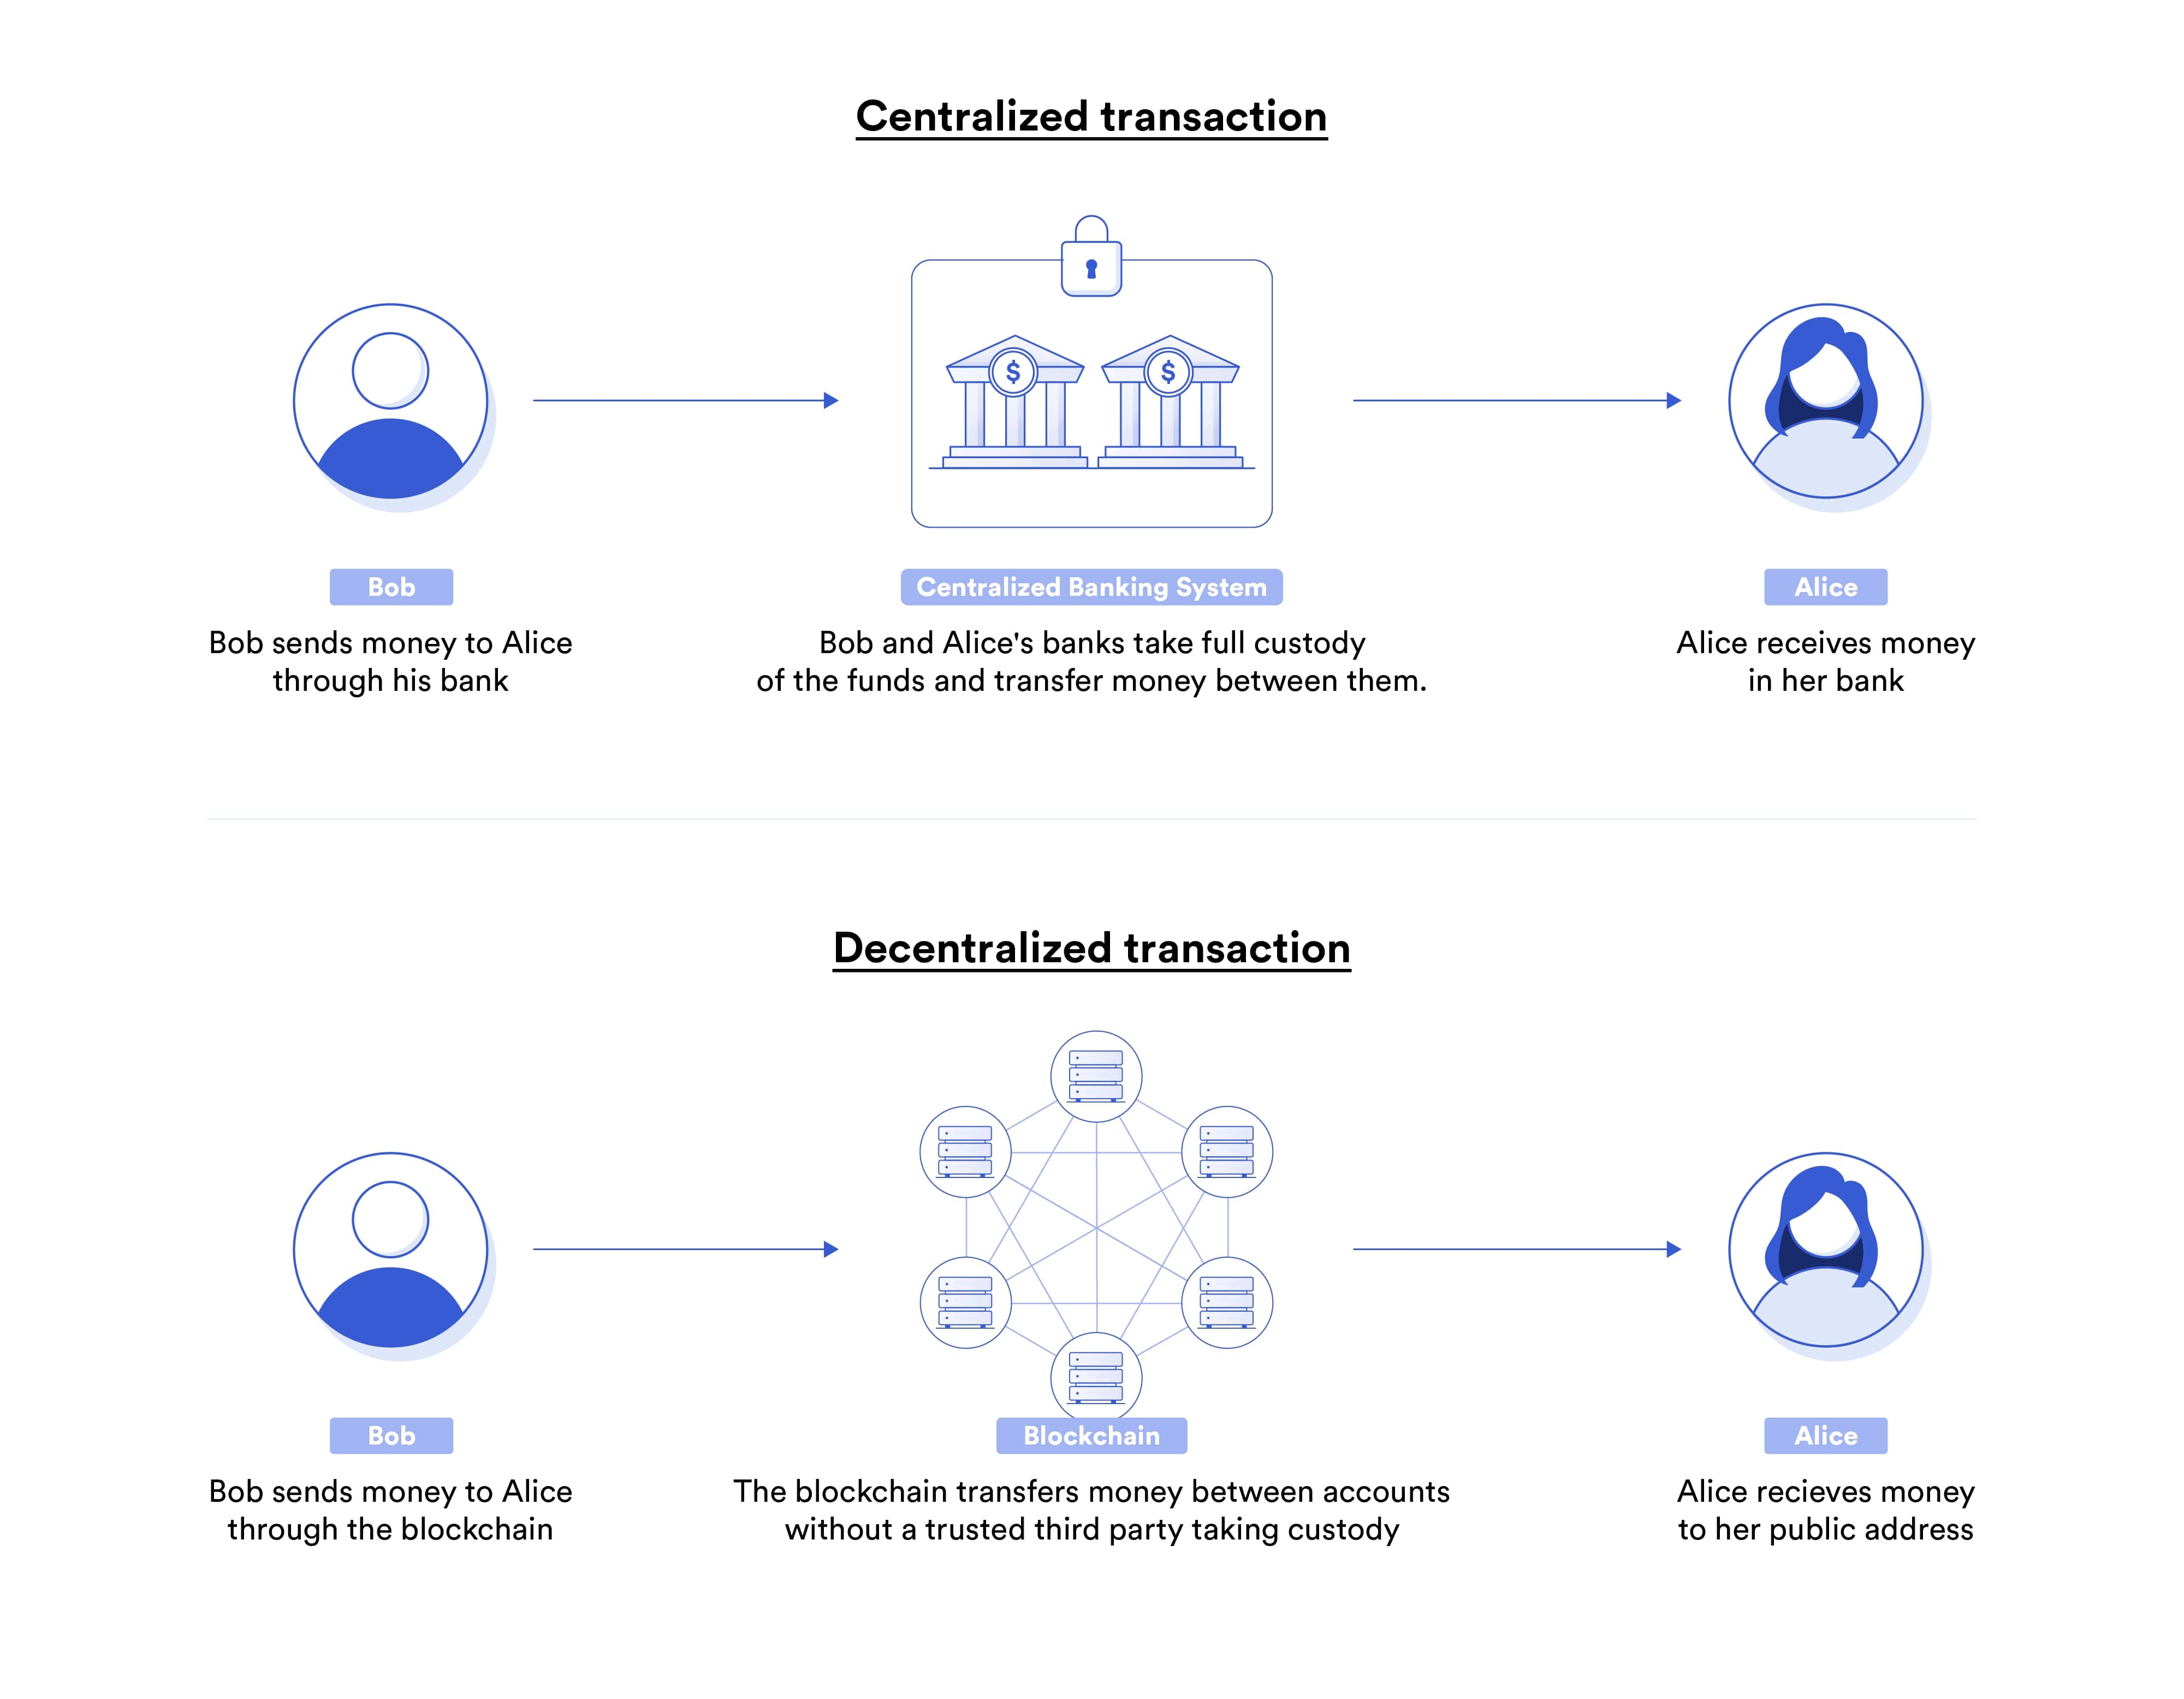 Centralized transaction
$ $
Bob
Centralized Banking System
Alice
Bob sends money to Alice
through his bank
Bob and Alice's banks take full custody
of the funds and transfer money between them.
Alice receives money
in her bank
Decentralized transaction
Bob
Blockchain
Alice
Bob sends money to Alice
through the blockchain
The blockchain transfers money between accounts
without a trusted third party taking custody
Alice recieves money
to her public address